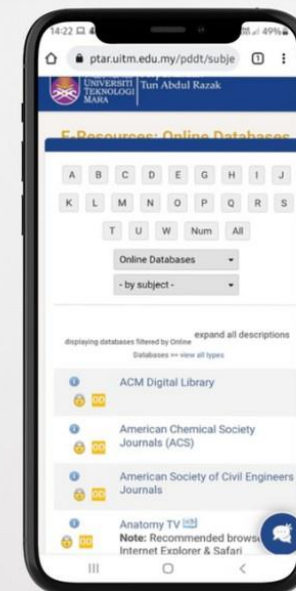 14:22
49%
ptar.uitm.edu.my/pddt/subje
UNIVERSITI
TEKNOLOGI
MARA
Tun Abdul Razak
E-Resources: Online Databases
A B C D E G H I J
K L M N O P Q R S
T U W Num All
Online Databases
- by subject -
expand all descriptions
displaying databases filtered by Online
Databases >> view all types
ACM Digital Library
American Chemical Society
Journals (ACS)
American Society of Civil Engineers
Journals
Anatomy TV
Note: Recommended brows
Internet Explorer & Safari